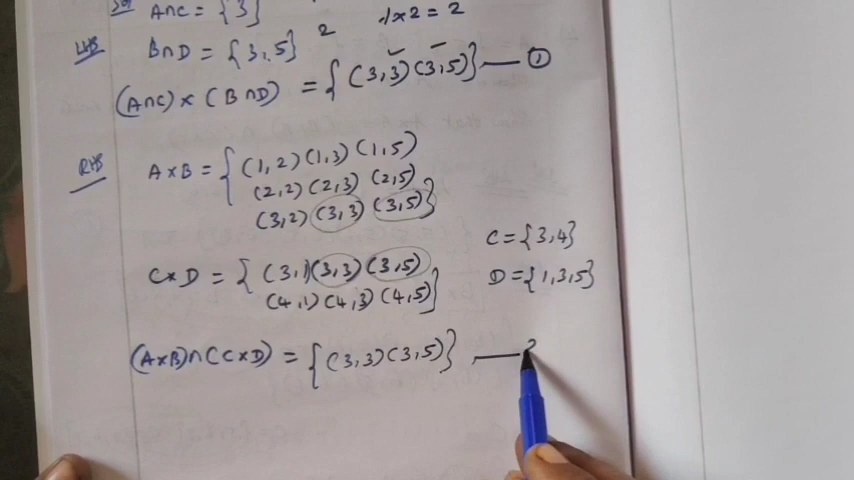 Sol A∩C = {3} 1x2 = 2
LHS B∩D = {3,5} 2
(A∩C) x (B∩D) = {(3,3)(3,5)} — ①
RHS A x B = {(1,2)(1,3)(1,5)
(2,2)(2,3)(2,5)
(3,2)(3,3)(3,5)}
C={3,4}
C x D = {(3,1)(3,3)(3,5) D={1,3,5}
(4,1)(4,3)(4,5)}
(A x B)∩(C x D) = {(3,3)(3,5)} — 2